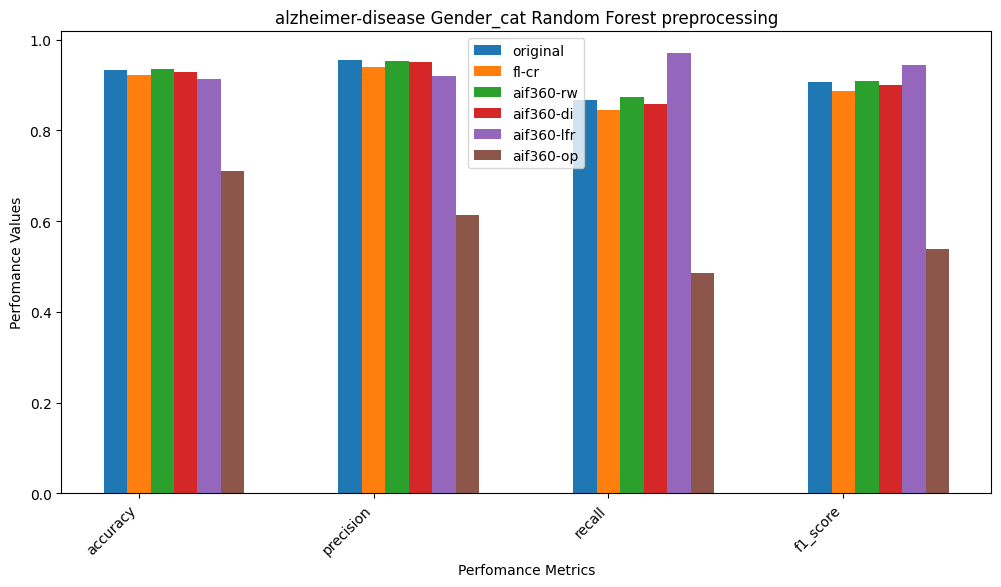 alzheimer-disease Gender_cat Random Forest preprocessing
original
fl-cr
aif360-rw
aif360-di
aif360-lfr
aif360-op
Perfomance Values
1.0
0.8
0.6
0.4
0.2
0.0
accuracy
precision
recall
f1_score
Perfomance Metrics